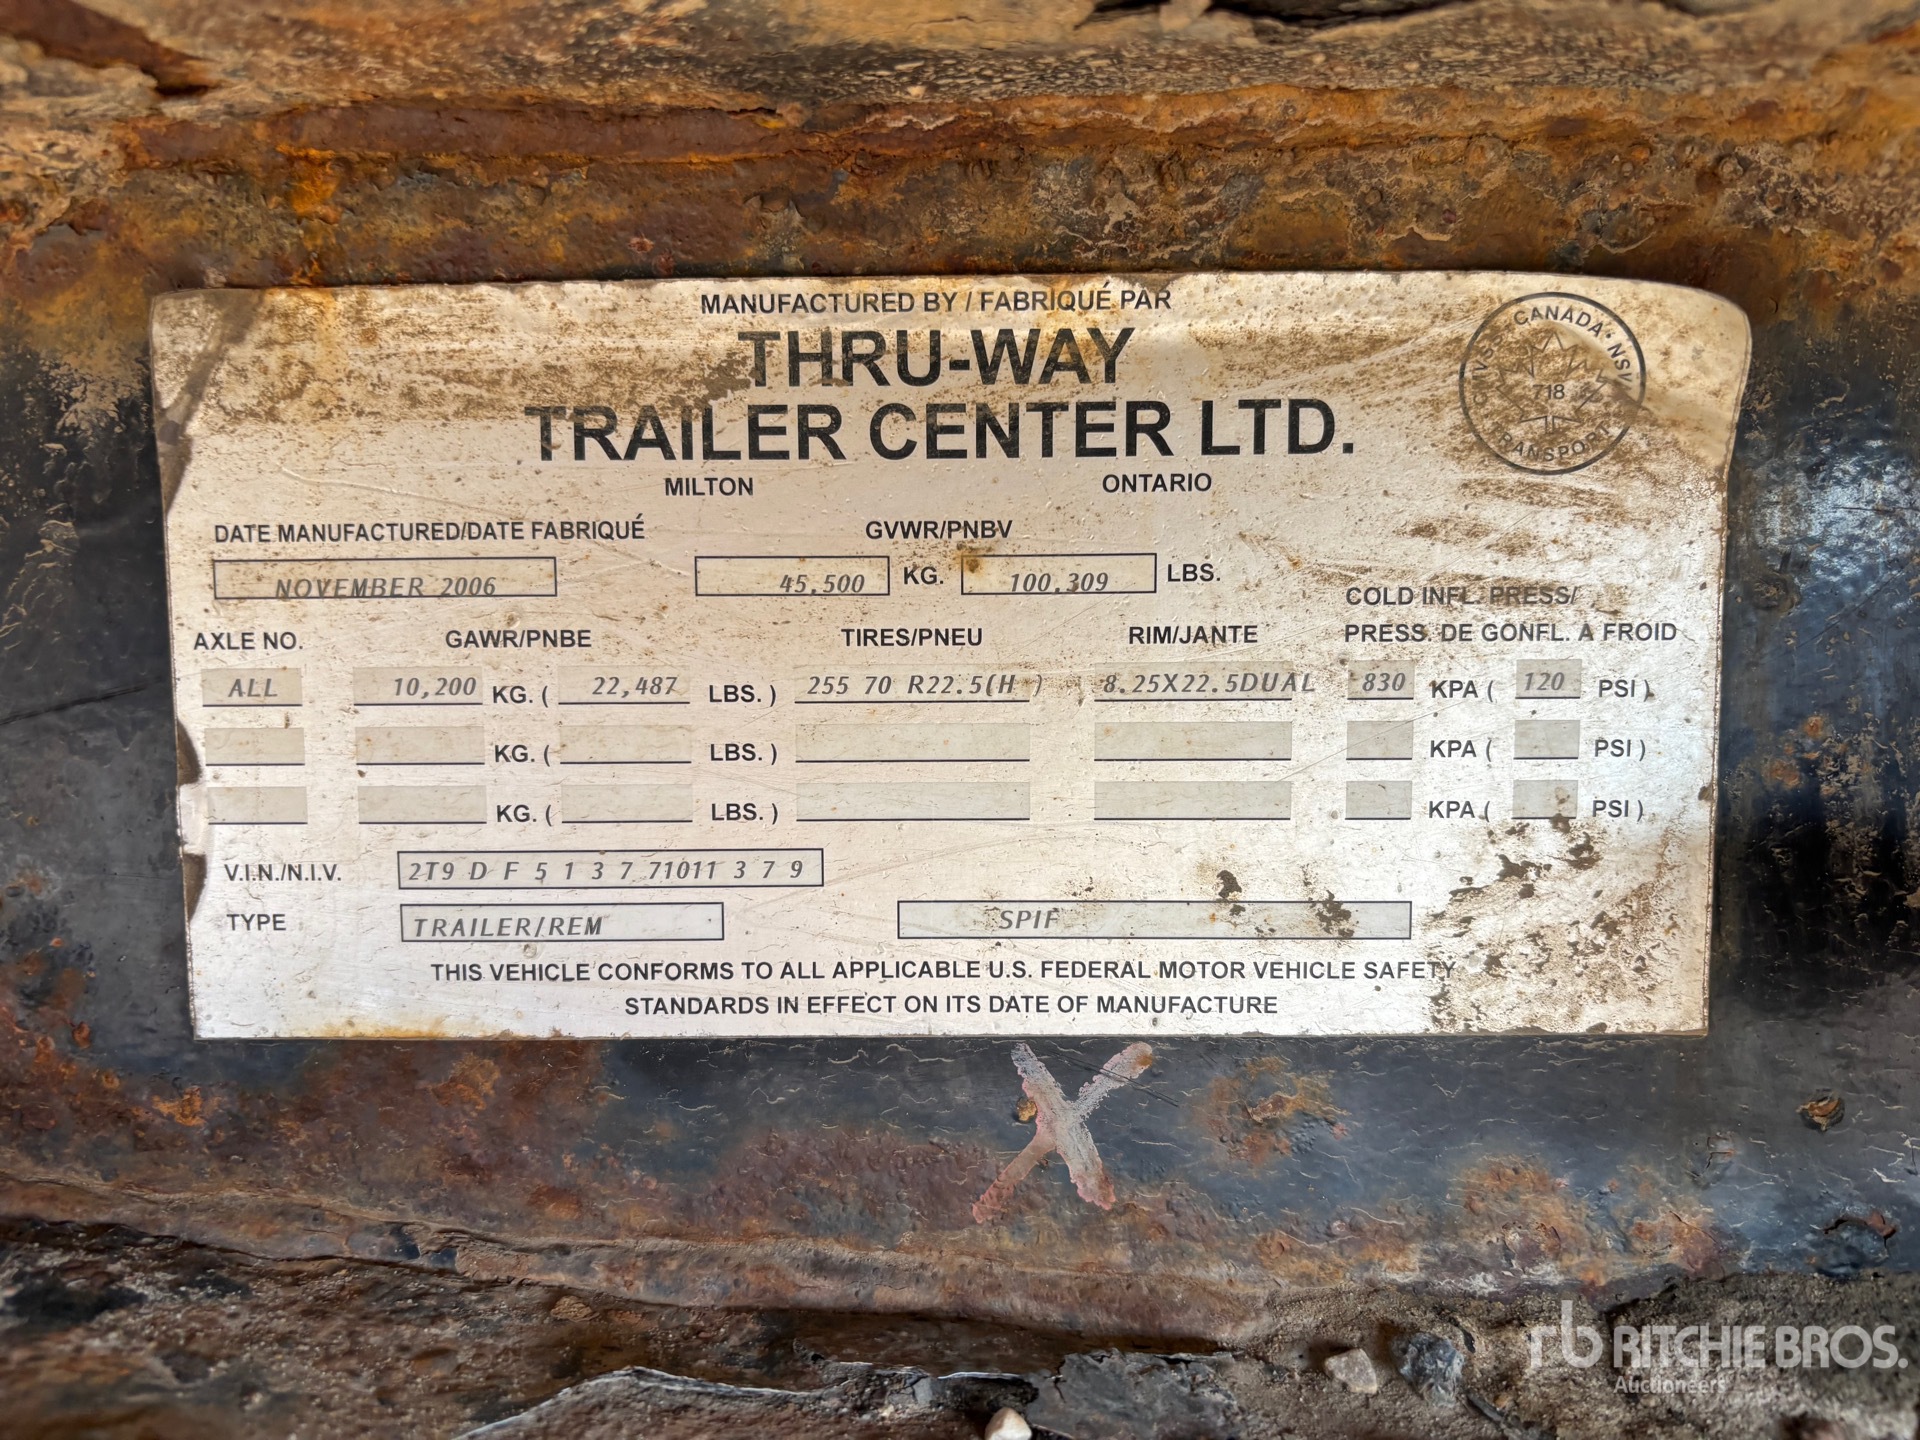 MANUFACTURED BY / FABRIQUÉ PAR
THRU-WAY
TRAILER CENTER LTD.
MILTON ONTARIO
CANADA · NSV
718
TRANSPORT
DATE MANUFACTURED/DATE FABRIQUÉ GVWR/PNBV
NOVEMBER 2006 45,500 KG. 100,309 LBS.
COLD INFL. PRESS/
AXLE NO. GAWR/PNBE TIRES/PNEU RIM/JANTE PRESS. DE GONFL. A FROID
ALL 10,200 KG. ( 22,487 LBS. ) 255 70 R22.5(H ) 8.25X22.5DUAL 830 KPA ( 120 PSI )
KG. ( LBS. ) KPA ( PSI )
KG. ( LBS. ) KPA ( PSI )
V.I.N./N.I.V. 2T9 D F 5 1 3 7 71011 3 7 9
TYPE TRAILER/REM SPIF
THIS VEHICLE CONFORMS TO ALL APPLICABLE U.S. FEDERAL MOTOR VEHICLE SAFETY
STANDARDS IN EFFECT ON ITS DATE OF MANUFACTURE
X
rb RITCHIE BROS.
Auctioneers